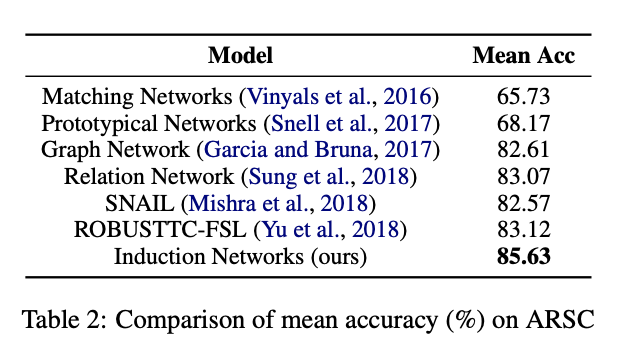 Model Mean Acc
Matching Networks (Vinyals et al., 2016) 65.73
Prototypical Networks (Snell et al., 2017) 68.17
Graph Network (Garcia and Bruna, 2017) 82.61
Relation Network (Sung et al., 2018) 83.07
SNAIL (Mishra et al., 2018) 82.57
ROBUSTTC-FSL (Yu et al., 2018) 83.12
Induction Networks (ours) 85.63
Table 2: Comparison of mean accuracy (%) on ARSC